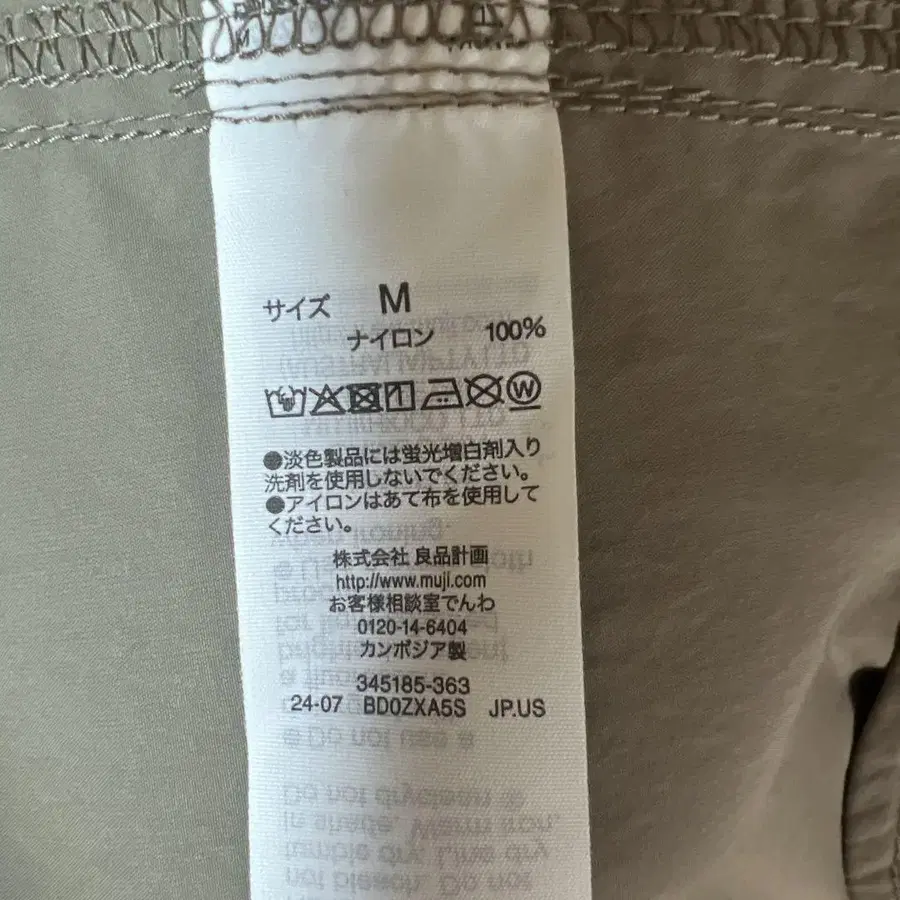 サイズ M
ナイロン 100%
●淡色製品には蛍光増白剤入り
洗剤を使用しないでください。
●アイロンはあて布を使用して
ください。
株式会社 良品計画
http://www.muji.com
お客様相談室でんわ
0120-14-6404
カンボジア製
345185-363
24-07 BD0ZXA5S JP.US